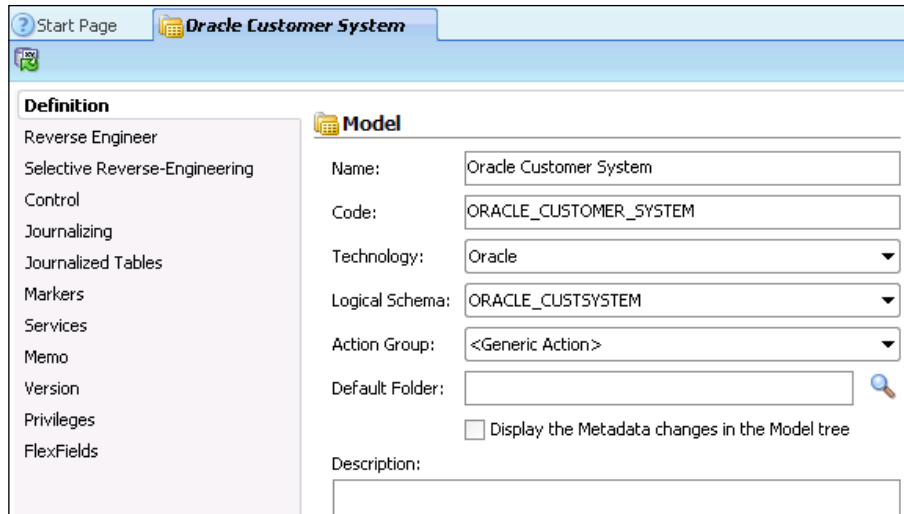 Start Page
Oracle Customer System
Definition
Reverse Engineer
Selective Reverse-Engineering
Control
Journalizing
Journalized Tables
Markers
Services
Memo
Version
Privileges
FlexFields
Model
Name: Oracle Customer System
Code: ORACLE_CUSTOMER_SYSTEM
Technology: Oracle
Logical Schema: ORACLE_CUSTSYSTEM
Action Group: <Generic Action>
Default Folder:
Display the Metadata changes in the Model tree
Description: